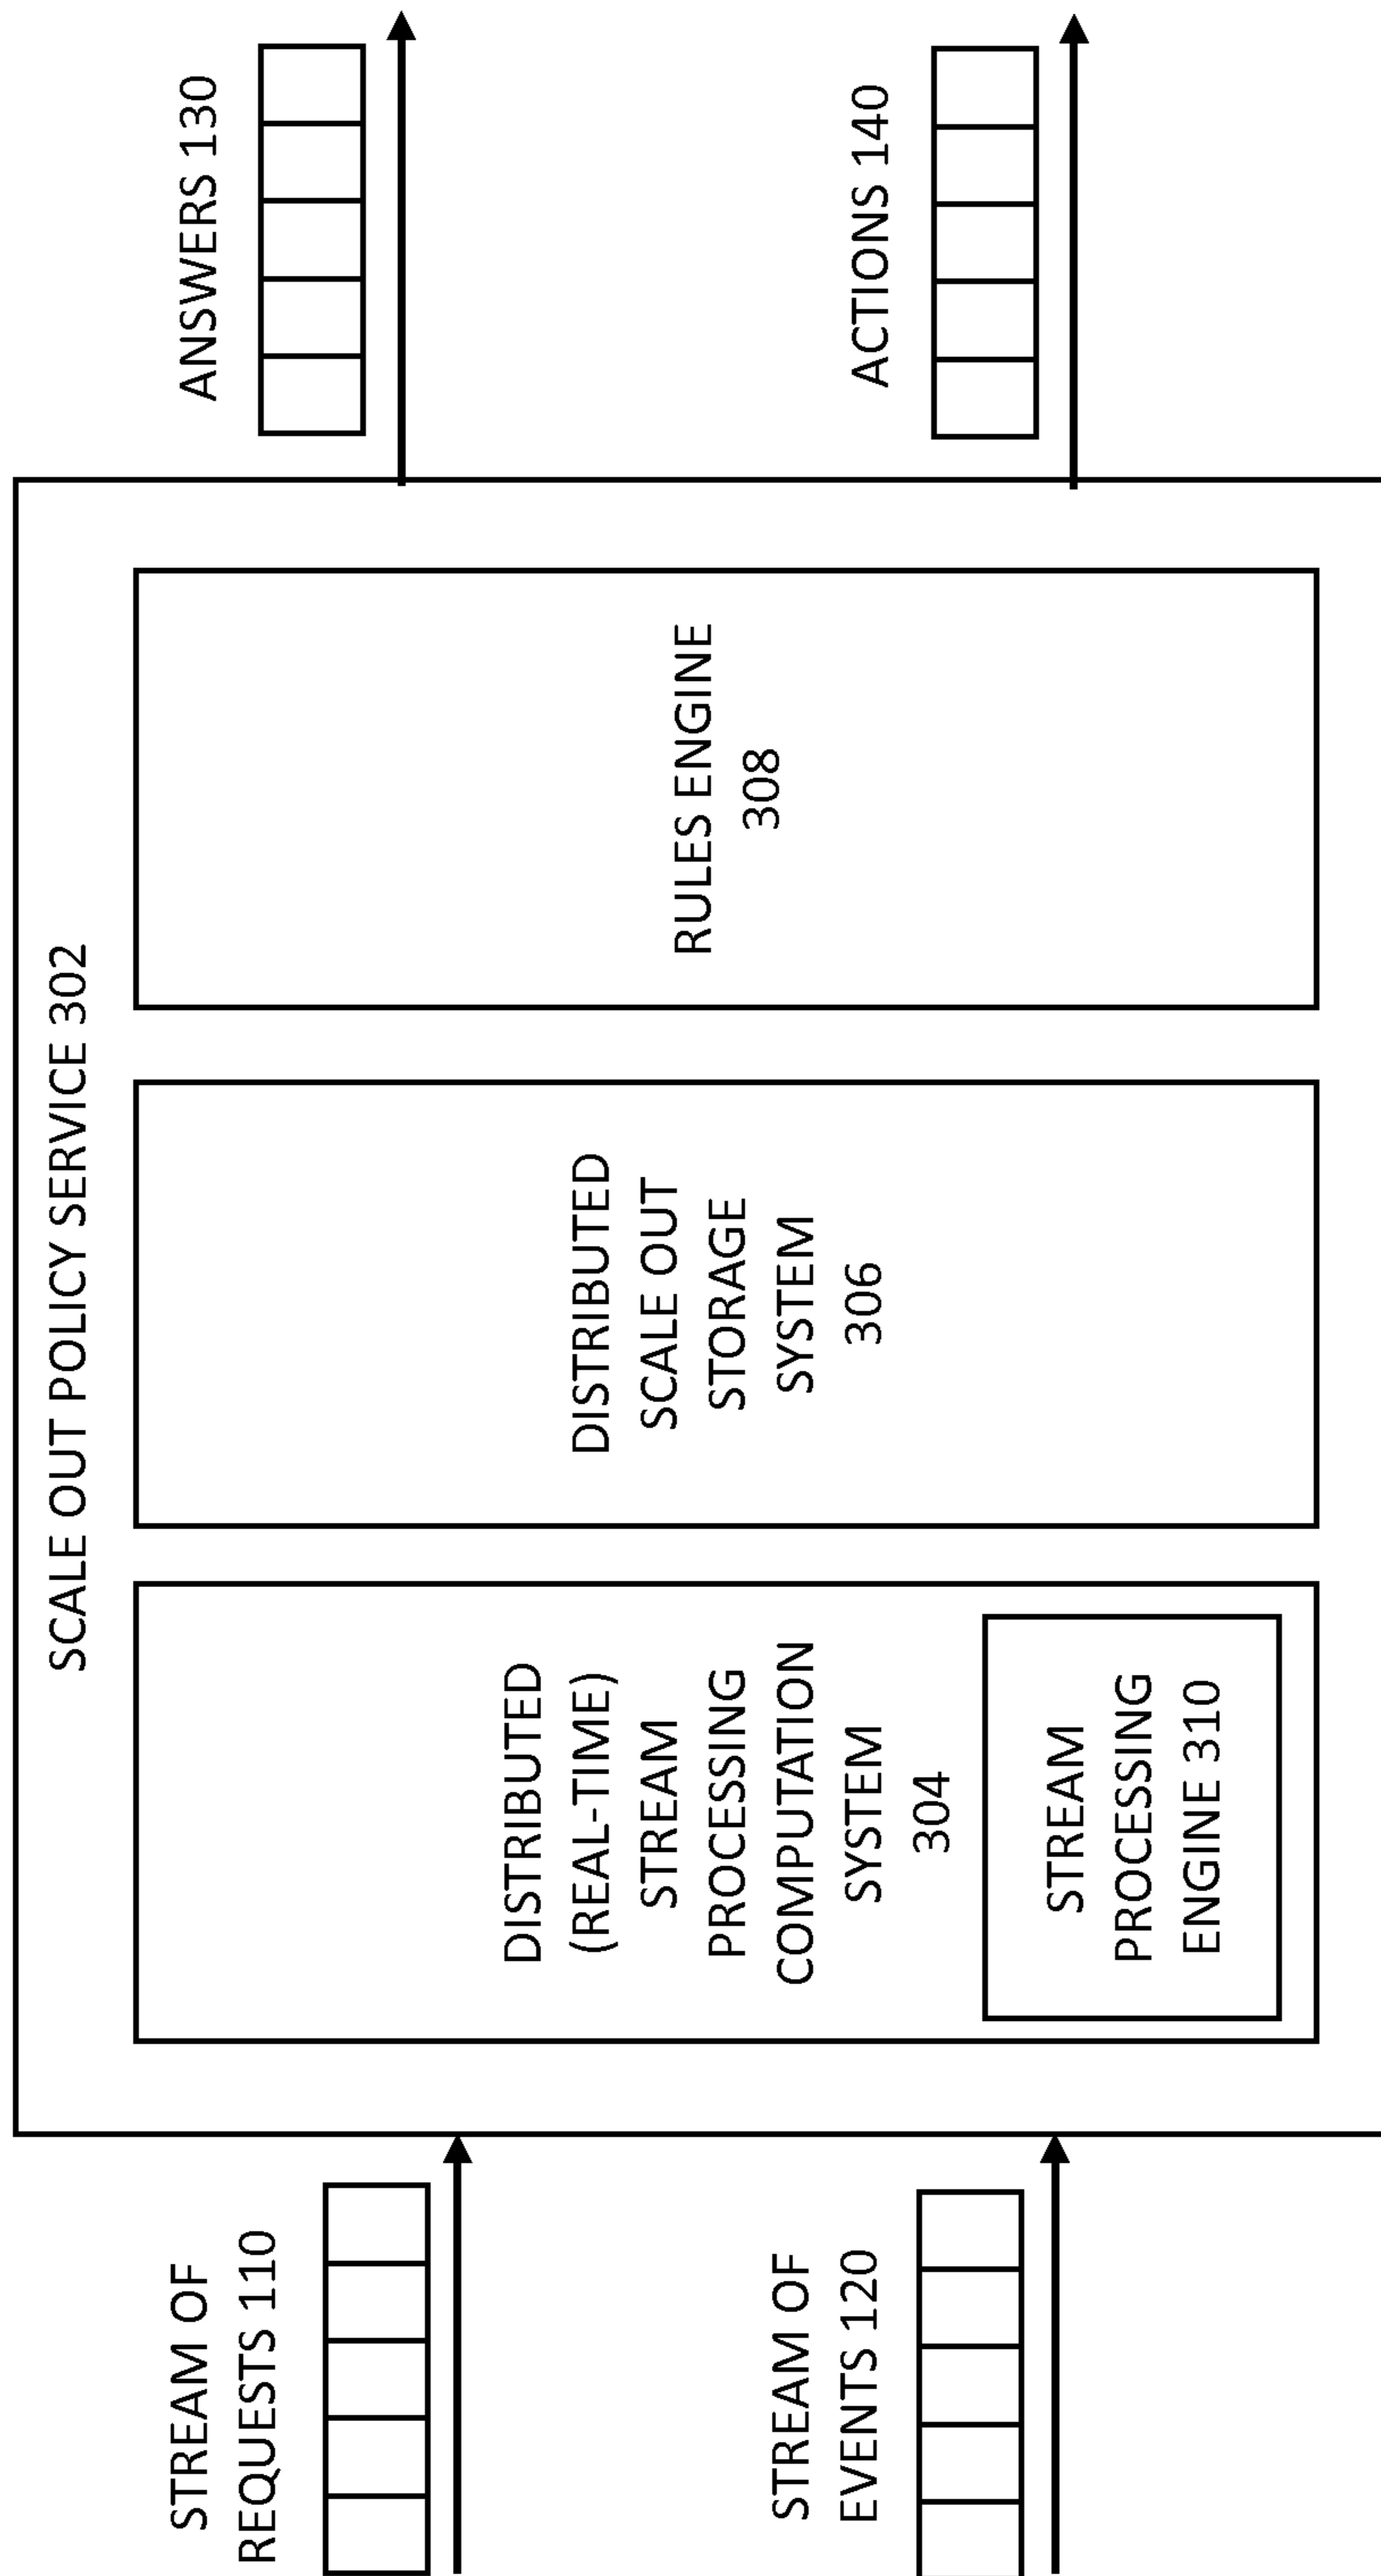 SCALE OUT POLICY SERVICE 302
STREAM OF
REQUESTS 110
STREAM OF
EVENTS 120
DISTRIBUTED
(REAL-TIME)
STREAM
PROCESSING
COMPUTATION
SYSTEM
304
STREAM
PROCESSING
ENGINE 310
DISTRIBUTED
SCALE OUT
STORAGE
SYSTEM
306
RULES ENGINE
308
ANSWERS 130
ACTIONS 140